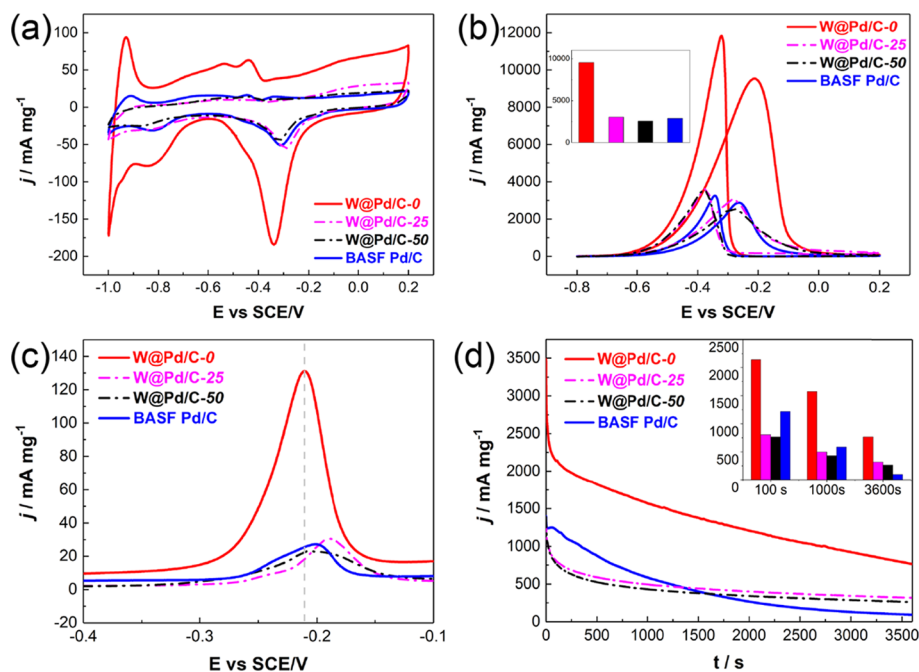 (a)
j / mA mg-1
100
50
0
-50
-100
-150
-200
W@Pd/C-0
W@Pd/C-25
W@Pd/C-50
BASF Pd/C
-1.0 -0.8 -0.6 -0.4 -0.2 0.0 0.2
E vs SCE/V
(b)
j / mA mg-1
12000
10000
8000
6000
4000
2000
0
10000
5000
0
W@Pd/C-0
W@Pd/C-25
W@Pd/C-50
BASF Pd/C
-0.8 -0.6 -0.4 -0.2 0.0 0.2
E vs SCE/V
(c)
j / mA mg-1
140
120
100
80
60
40
20
0
-20
W@Pd/C-0
W@Pd/C-25
W@Pd/C-50
BASF Pd/C
-0.4 -0.3 -0.2 -0.1
E vs SCE/V
(d)
j / mA mg-1
3500
3000
2500
2000
1500
1000
500
0
W@Pd/C-0
W@Pd/C-25
W@Pd/C-50
BASF Pd/C
2500
2000
1500
1000
500
0
100 s 1000s 3600s
0 500 1000 1500 2000 2500 3000 3500
t / s